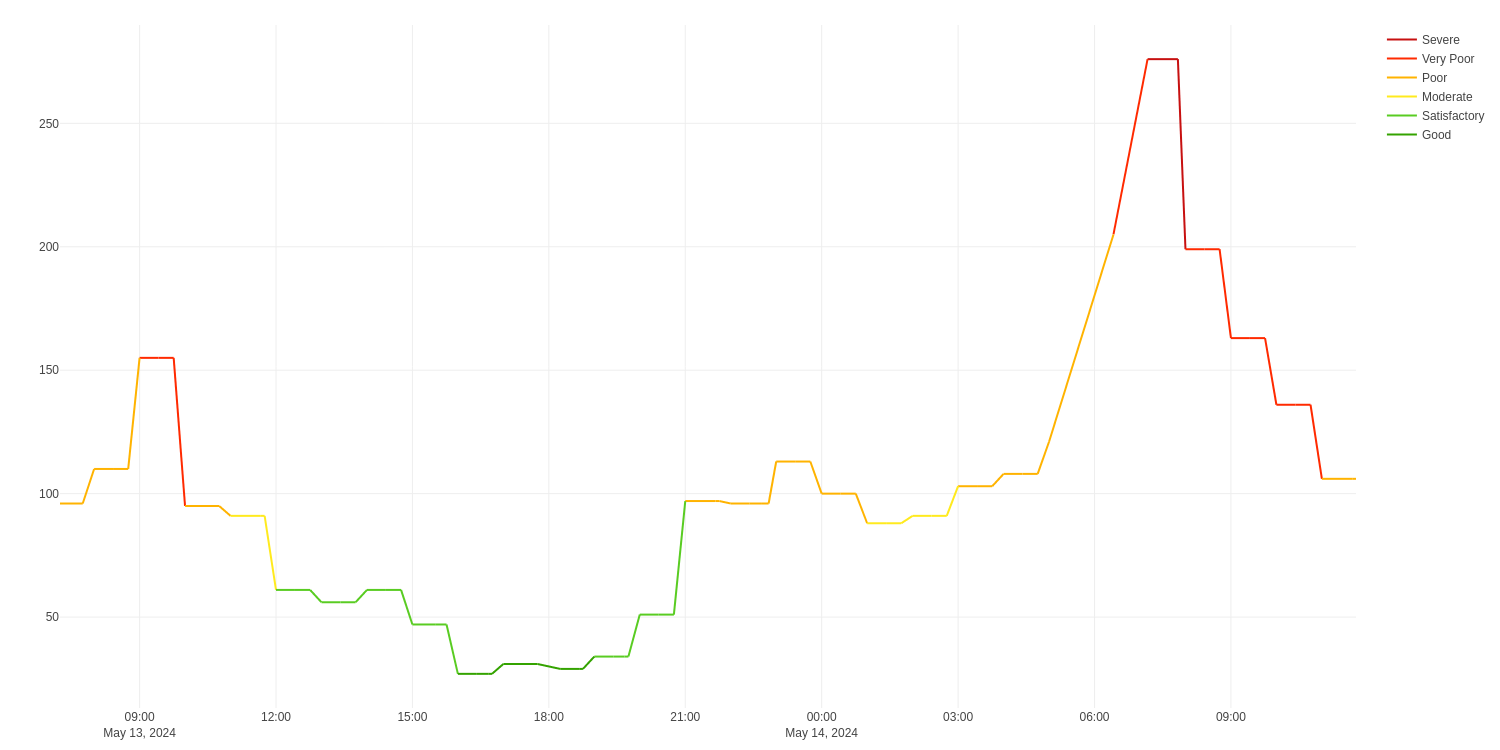 Severe
Very Poor
Poor
Moderate
Satisfactory
Good
250
200
150
100
50
09:00 12:00 15:00 18:00 21:00 00:00 03:00 06:00 09:00
May 13, 2024 May 14, 2024